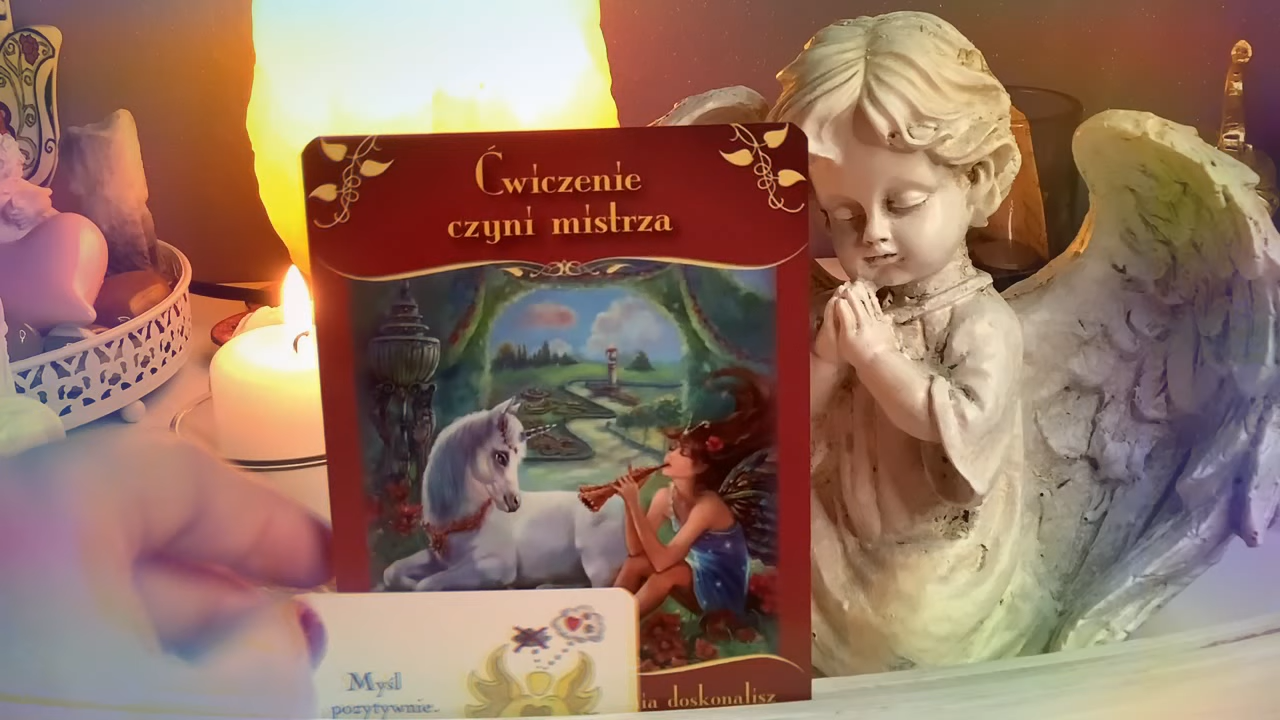 Ćwiczenie
czyni mistrza
Myśl
pozytywnie.
doskonalisz